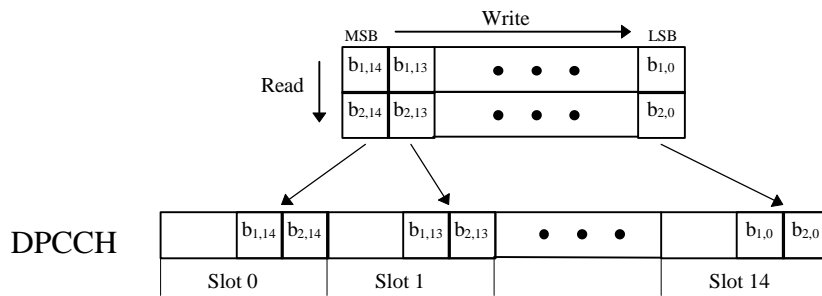 Write
MSB LSB
b1,14 b1,13 • • • b1,0
Read
b2,14 b2,13 • • • b2,0
DPCCH b1,14 b2,14 b1,13 b2,13 • • • b1,0 b2,0
Slot 0 Slot 1 Slot 14